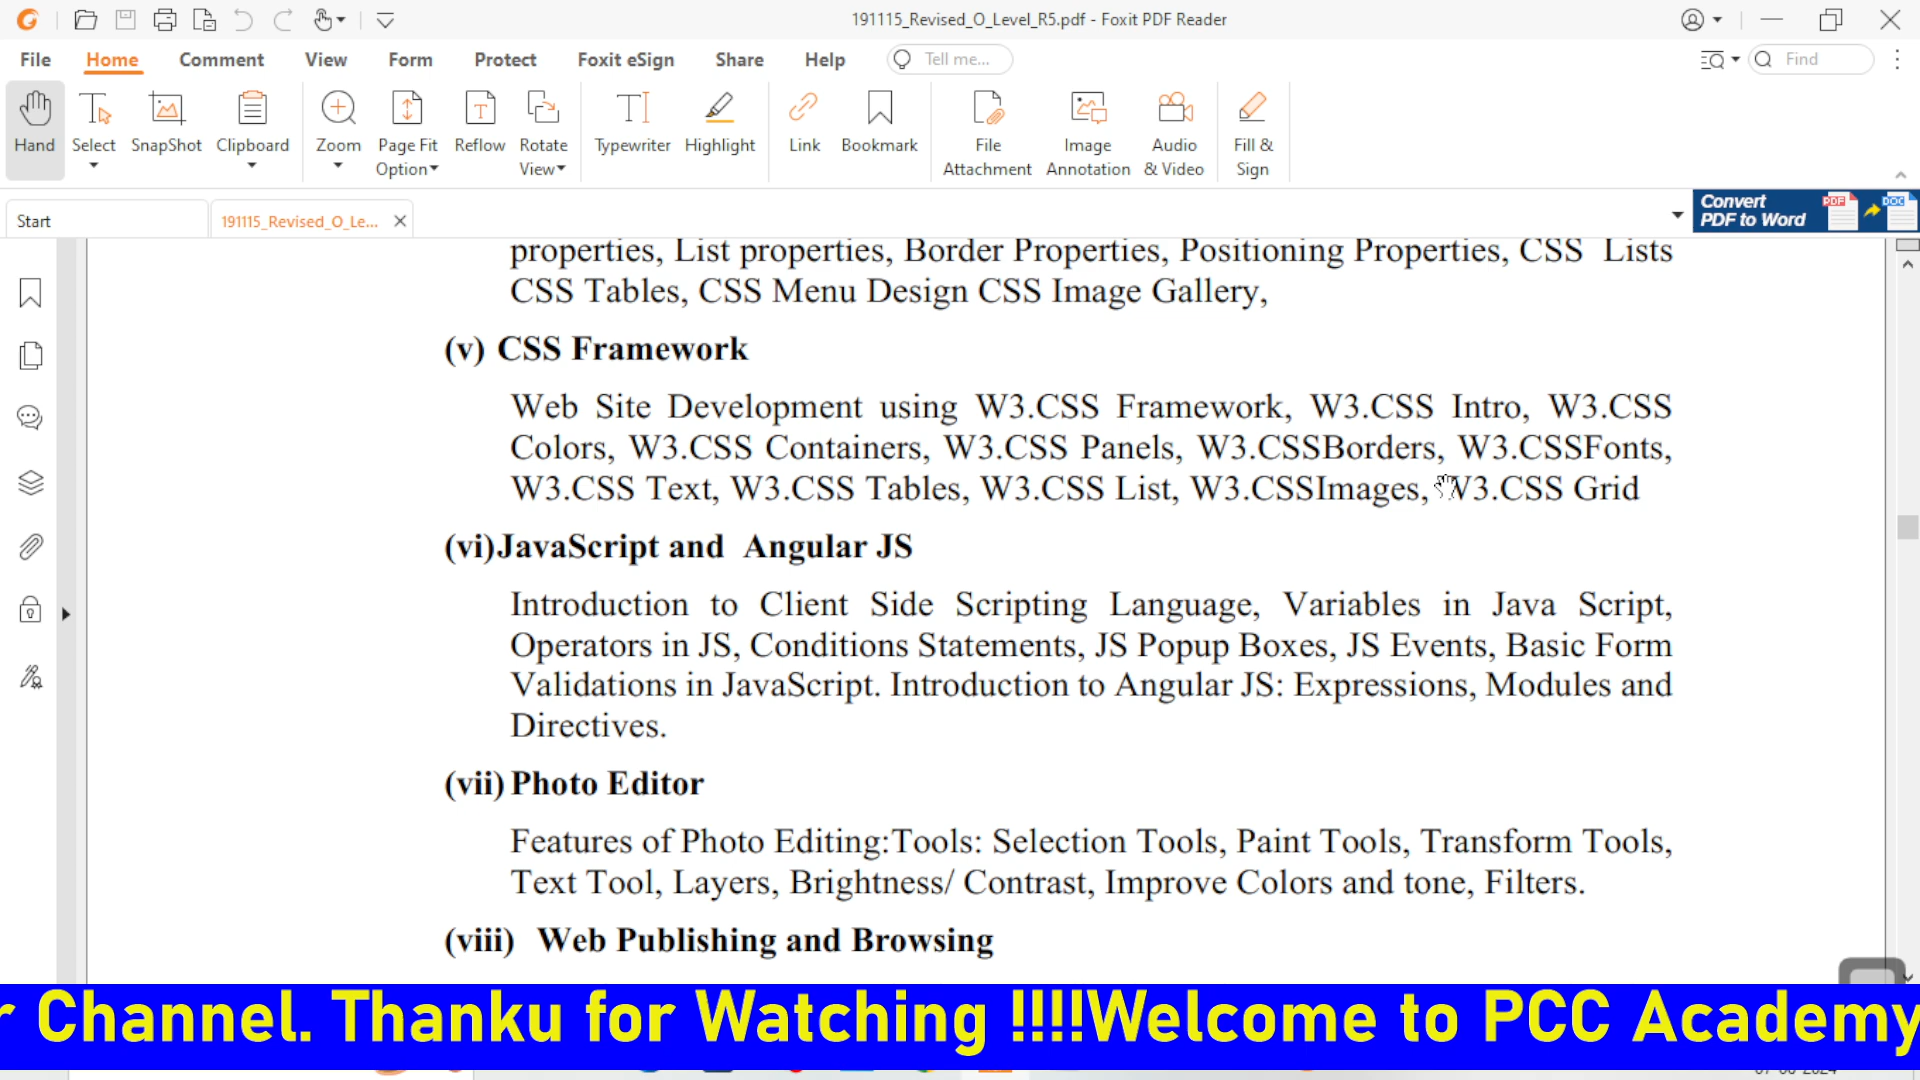 191115_Revised_O_Level_R5.pdf - Foxit PDF Reader
File Home Comment View Form Protect Foxit eSign Share Help Tell me... Find
Hand Select SnapShot Clipboard Zoom Page Fit Option Reflow Rotate View Typewriter Highlight Link Bookmark File Attachment Image Annotation Audio & Video Fill & Sign
Start 191115_Revised_O_Le...
Convert
PDF to Word PDF DOC
properties, List properties, Border Properties, Positioning Properties, CSS Lists
CSS Tables, CSS Menu Design CSS Image Gallery,
(v) CSS Framework
Web Site Development using W3.CSS Framework, W3.CSS Intro, W3.CSS
Colors, W3.CSS Containers, W3.CSS Panels, W3.CSSBorders, W3.CSSFonts,
W3.CSS Text, W3.CSS Tables, W3.CSS List, W3.CSSImages, W3.CSS Grid
(vi)JavaScript and Angular JS
Introduction to Client Side Scripting Language, Variables in Java Script,
Operators in JS, Conditions Statements, JS Popup Boxes, JS Events, Basic Form
Validations in JavaScript. Introduction to Angular JS: Expressions, Modules and
Directives.
(vii) Photo Editor
Features of Photo Editing:Tools: Selection Tools, Paint Tools, Transform Tools,
Text Tool, Layers, Brightness/ Contrast, Improve Colors and tone, Filters.
(viii) Web Publishing and Browsing
r Channel. Thanku for Watching !!!!Welcome to PCC Academy